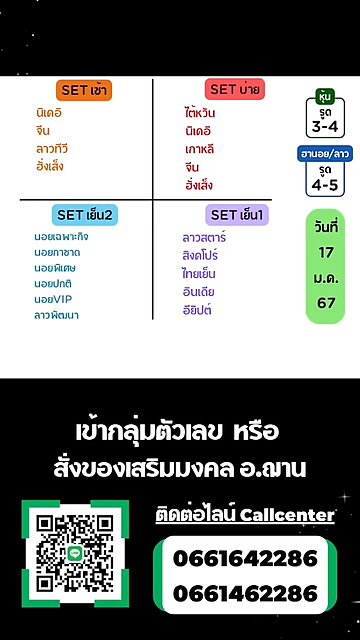 SET เช้า
นิเคอิ
จีน
ลาวทีวี
ฮั่งเส็ง
SET บ่าย
ไต้หวัน
นิเคอิ
เกาหลี
จีน
ฮั่งเส็ง
หุ้น
รูด
3-4
ฮานอย/ลาว
รูด
4-5
SET เย็น2
นอยเฉพาะกิจ
นอยกาชาด
นอยพิเศษ
นอยปกติ
นอยVIP
ลาวพัฒนา
SET เย็น1
ลาวสตาร์
สิงคโปร์
ไทยเย็น
อินเดีย
อียิปต์
วันที่
17
ม.ค.
67
เข้ากลุ่มตัวเลข หรือ
สั่งของเสริมมงคล อ.ฌาน
ติดต่อไลน์ Callcenter
0661642286
0661462286